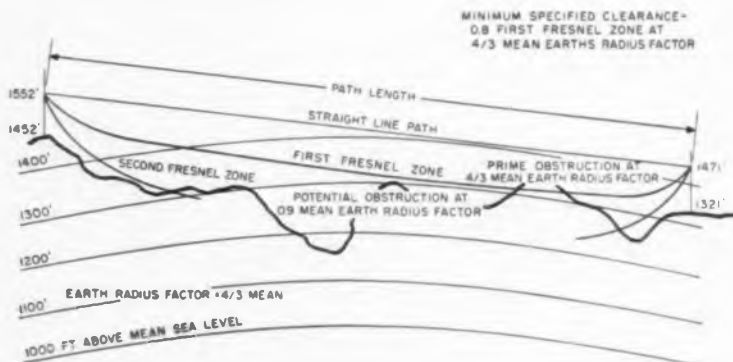 MINIMUM SPECIFIED CLEARANCE-
0.8 FIRST FRESNEL ZONE AT
4/3 MEAN EARTHS RADIUS FACTOR
PATH LENGTH
1552'
STRAIGHT LINE PATH
1452'
FIRST FRESNEL ZONE
PRIME OBSTRUCTION AT
4/3 MEAN EARTH RADIUS FACTOR
1471'
1400'
SECOND FRESNEL ZONE
POTENTIAL OBSTRUCTION AT
0.9 MEAN EARTH RADIUS FACTOR
1321'
1300'
1200'
EARTH RADIUS FACTOR = 4/3 MEAN
1100'
1000 FT. ABOVE MEAN SEA LEVEL